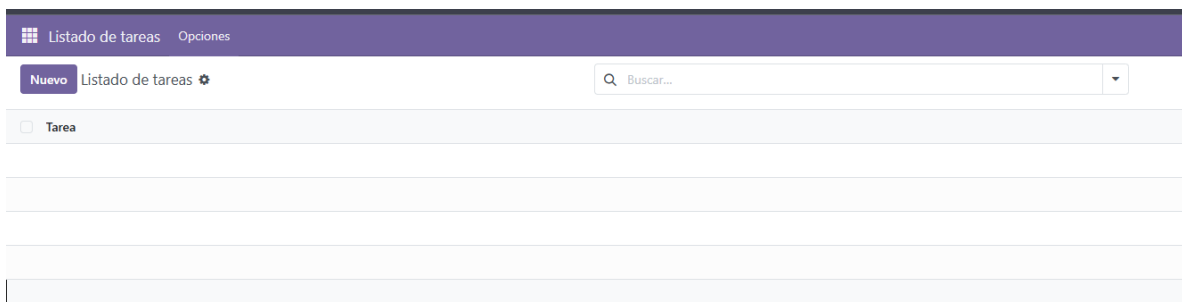 Listado de tareas Opciones
Nuevo Listado de tareas Buscar...
Tarea